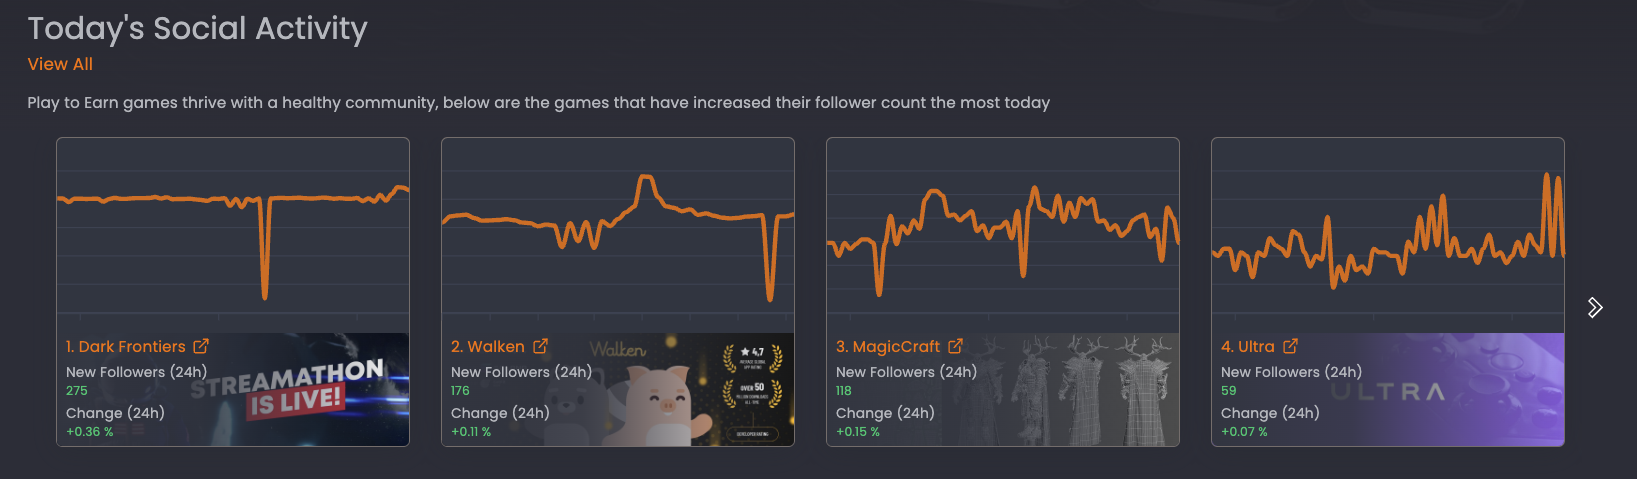 Today's Social Activity
View All
Play to Earn games thrive with a healthy community, below are the games that have increased their follower count the most today
1. Dark Frontiers
New Followers (24h)
275
Change (24h)
+0.36 %
STREAMATHON
IS LIVE!
2. Walken
New Followers (24h)
176
Change (24h)
+0.11 %
Walken
4,7
OVER 50
3. MagicCraft
New Followers (24h)
118
Change (24h)
+0.15 %
4. Ultra
New Followers (24h)
59
Change (24h)
+0.07 %
ULTRA